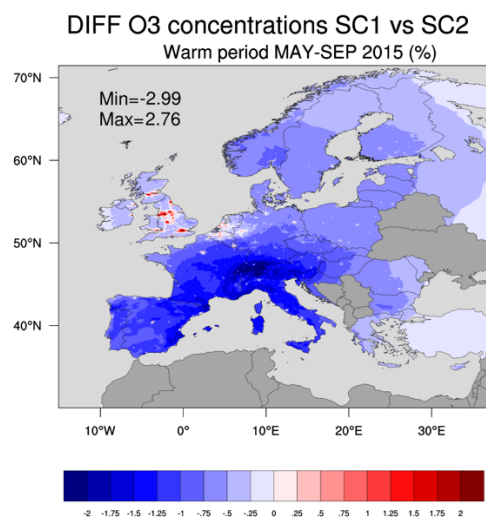 DIFF O3 concentrations SC1 vs SC2
Warm period MAY-SEP 2015 (%)
Min=-2.99
Max=2.76
70°N
60°N
50°N
40°N
10°W 0° 10°E 20°E 30°E
-2 -1.75 -1.5 -1.25 -1 -.75 -.5 -.25 0 .25 .5 .75 1 1.25 1.5 1.75 2